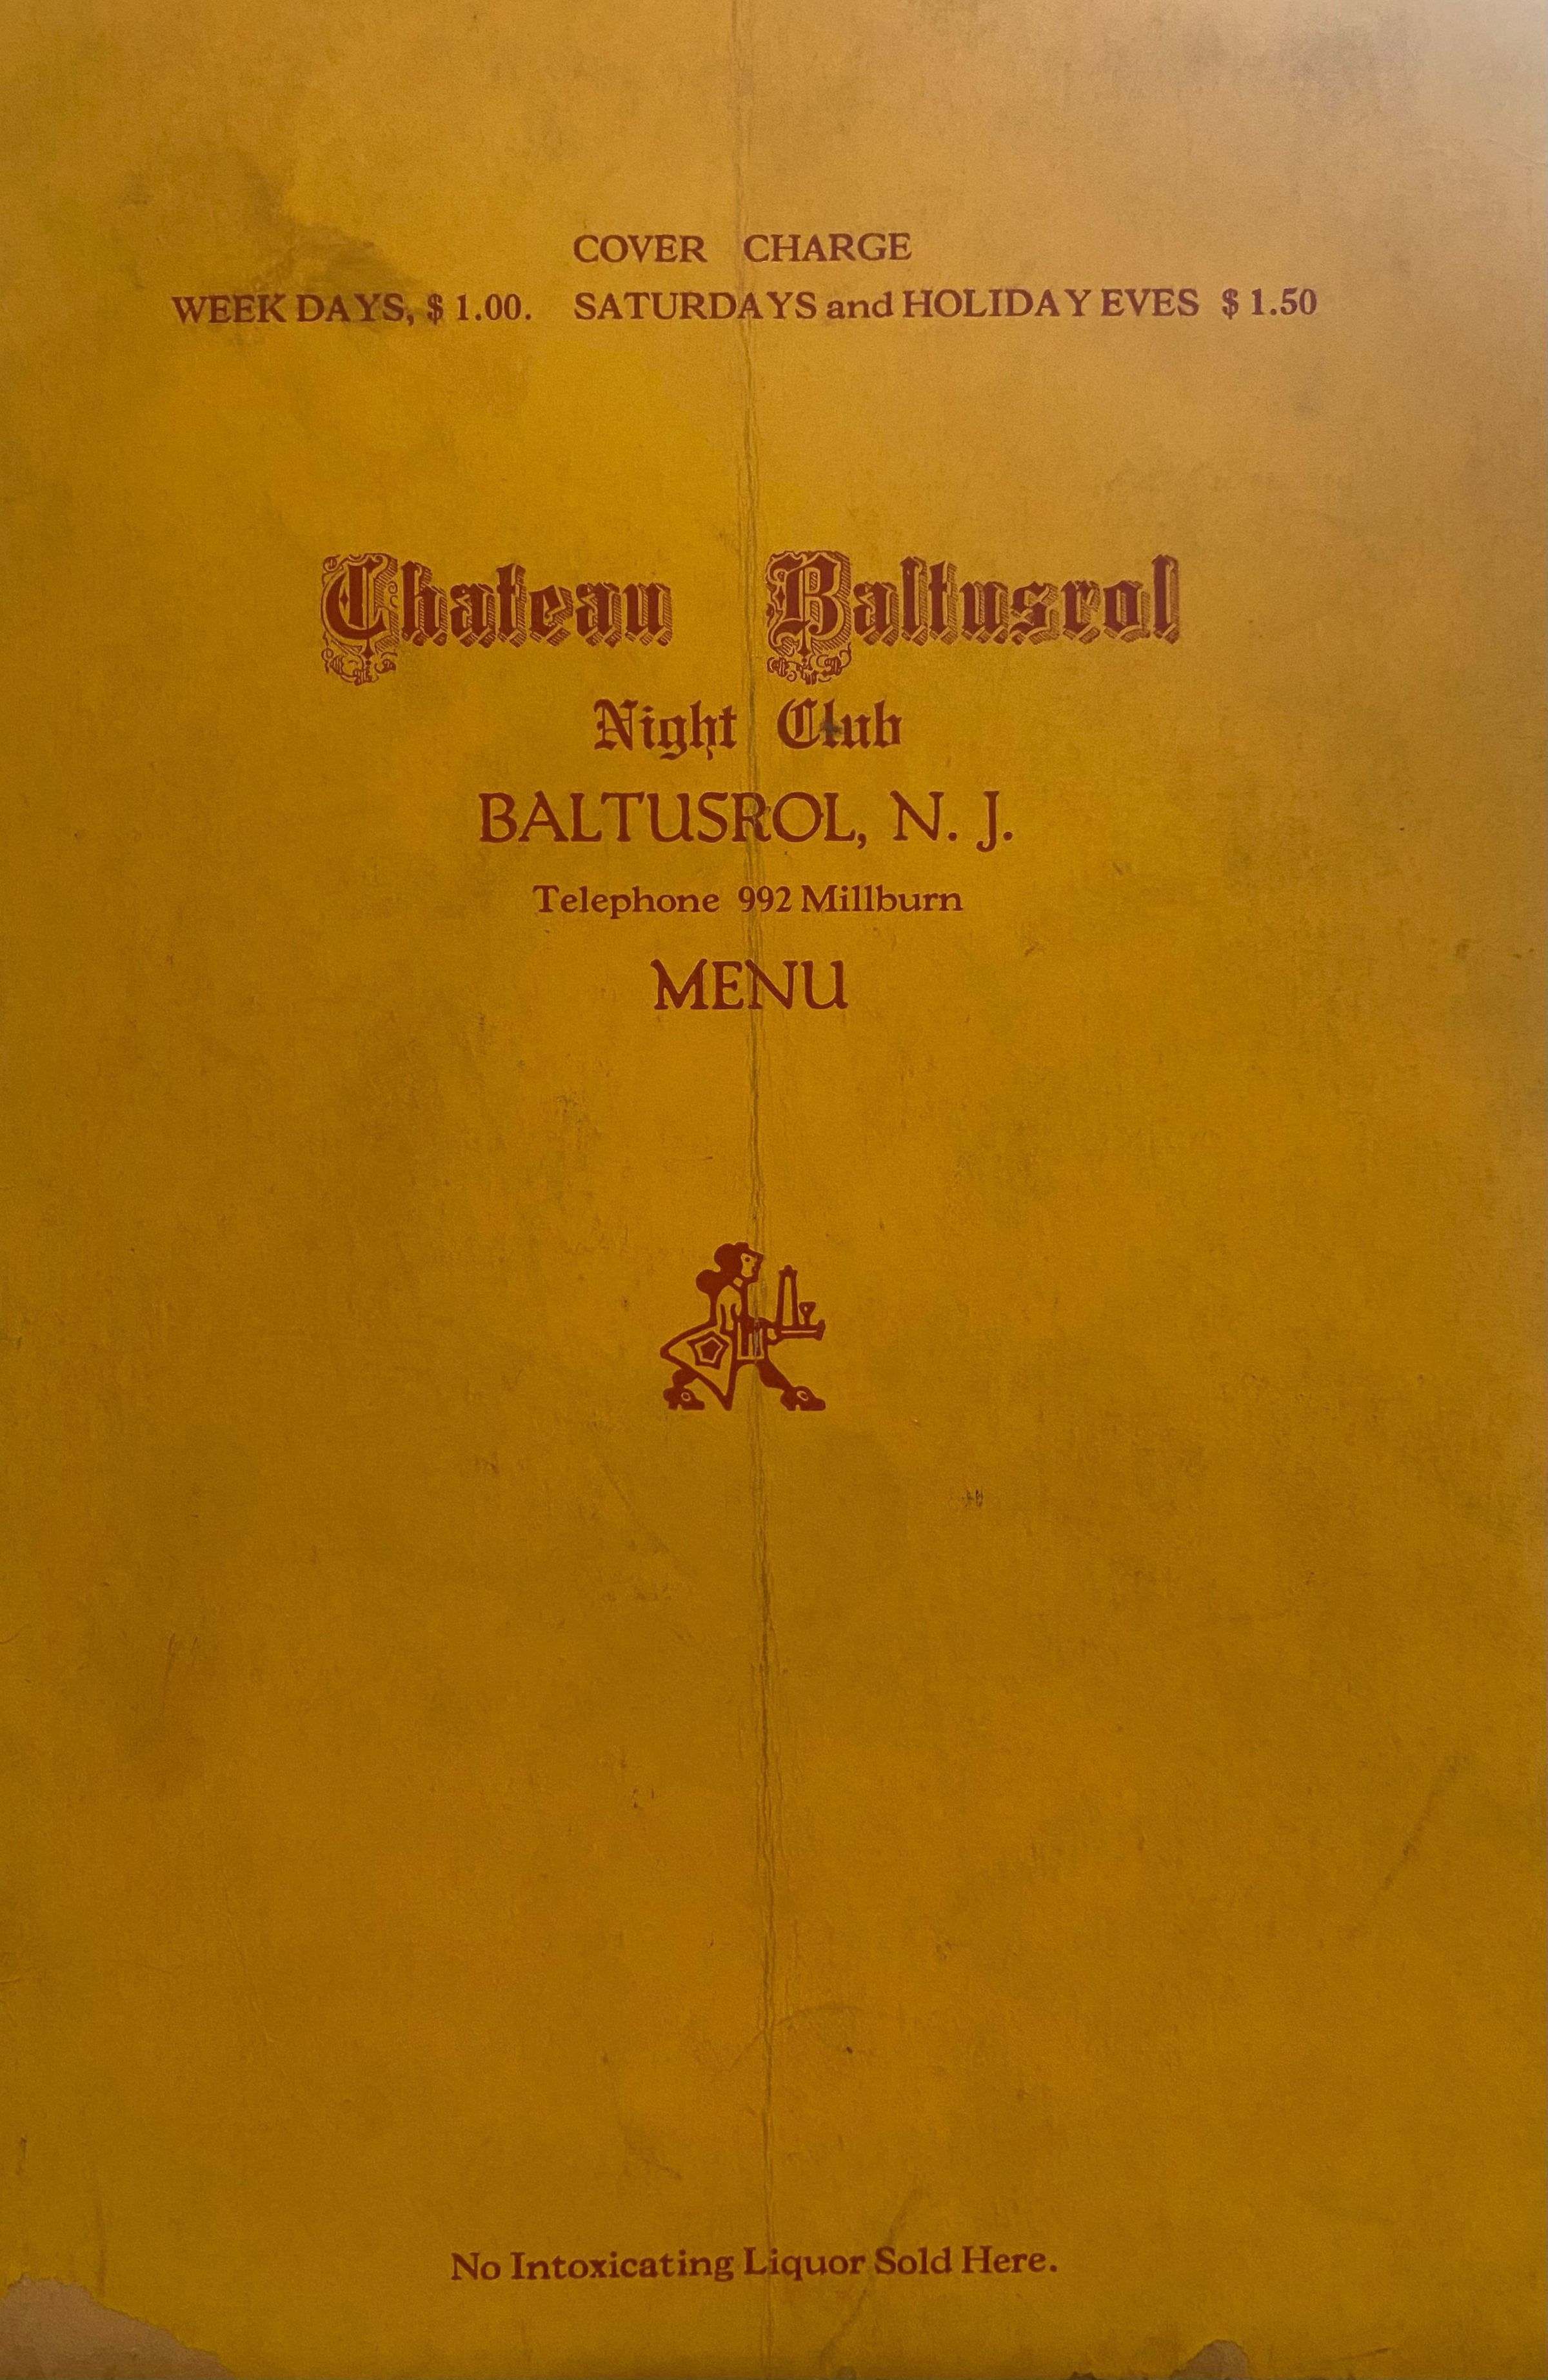 COVER CHARGE
WEEK DAYS, $ 1.00. SATURDAYS and HOLIDAY EVES $ 1.50
Chateau Baltusrol
Night Club
BALTUSROL, N. J.
Telephone 992 Millburn
MENU
No Intoxicating Liquor Sold Here.